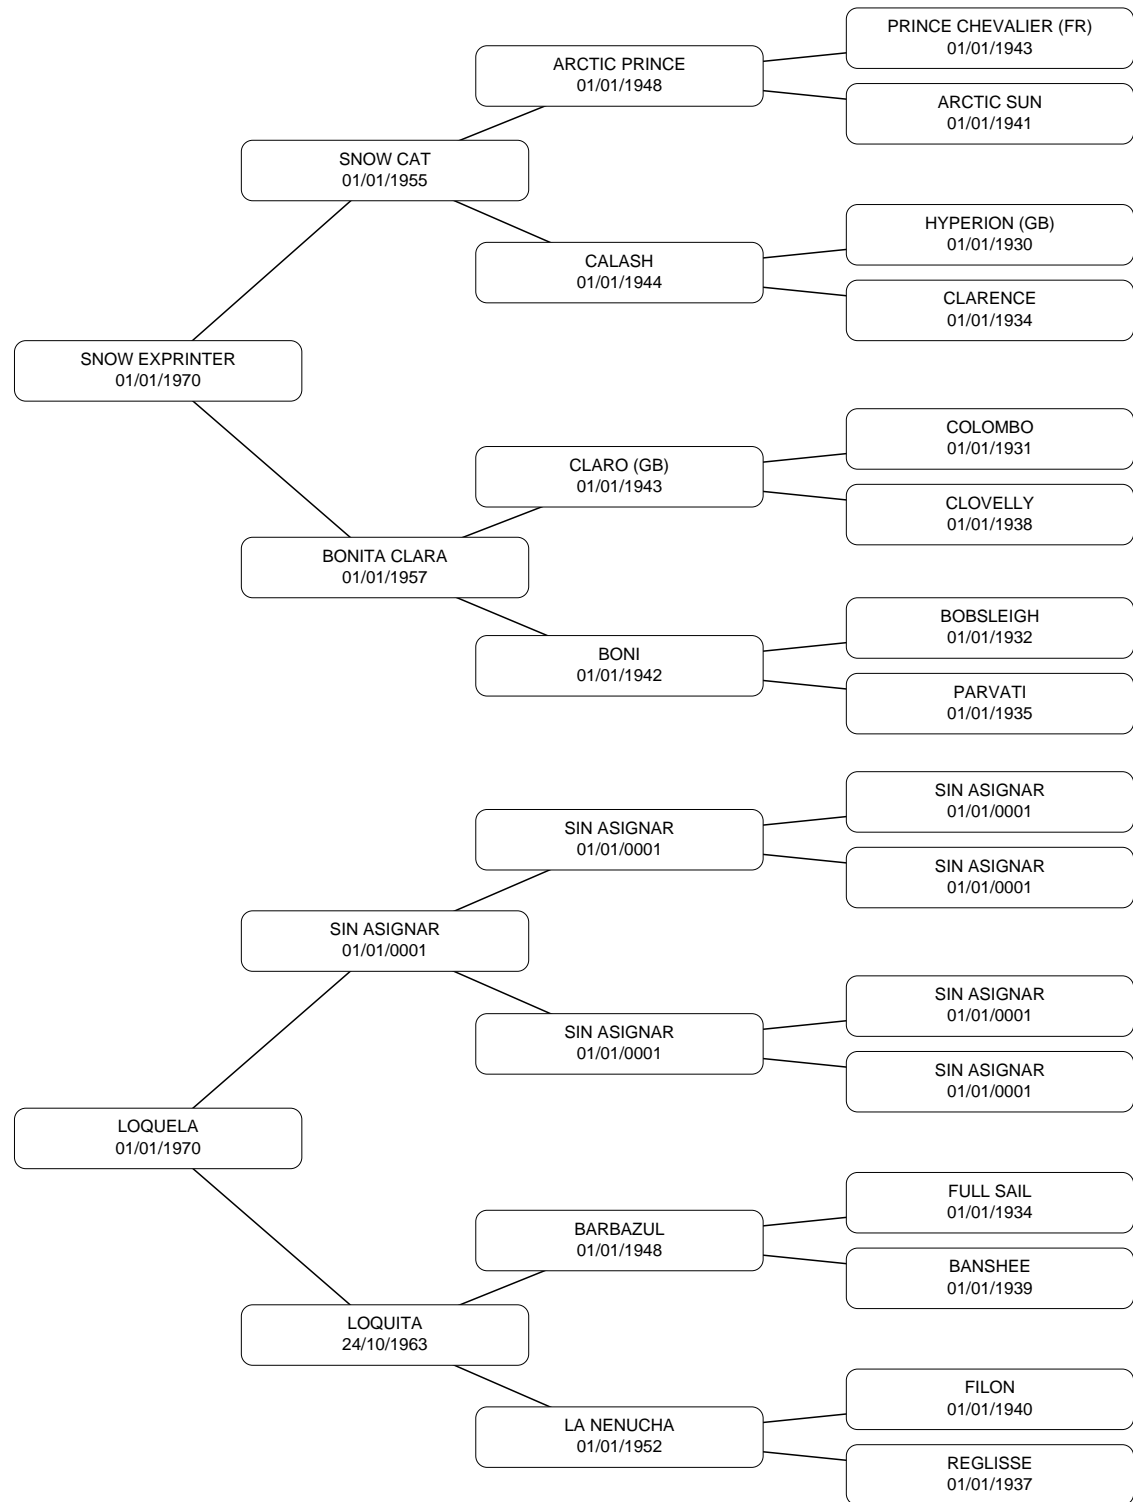 PRINCE CHEVALIER (FR)
01/01/1943
ARCTIC PRINCE
01/01/1948
ARCTIC SUN
01/01/1941
SNOW CAT
01/01/1955
HYPERION (GB)
01/01/1930
CALASH
01/01/1944
CLARENCE
01/01/1934
SNOW EXPRINTER
01/01/1970
COLOMBO
01/01/1931
CLARO (GB)
01/01/1943
CLOVELLY
01/01/1938
BONITA CLARA
01/01/1957
BOBSLEIGH
01/01/1932
BONI
01/01/1942
PARVATI
01/01/1935
SIN ASIGNAR
01/01/0001
SIN ASIGNAR
01/01/0001
SIN ASIGNAR
01/01/0001
SIN ASIGNAR
01/01/0001
SIN ASIGNAR
01/01/0001
SIN ASIGNAR
01/01/0001
SIN ASIGNAR
01/01/0001
LOQUELA
01/01/1970
FULL SAIL
01/01/1934
BARBAZUL
01/01/1948
BANSHEE
01/01/1939
LOQUITA
24/10/1963
FILON
01/01/1940
LA NENUCHA
01/01/1952
REGLISSE
01/01/1937